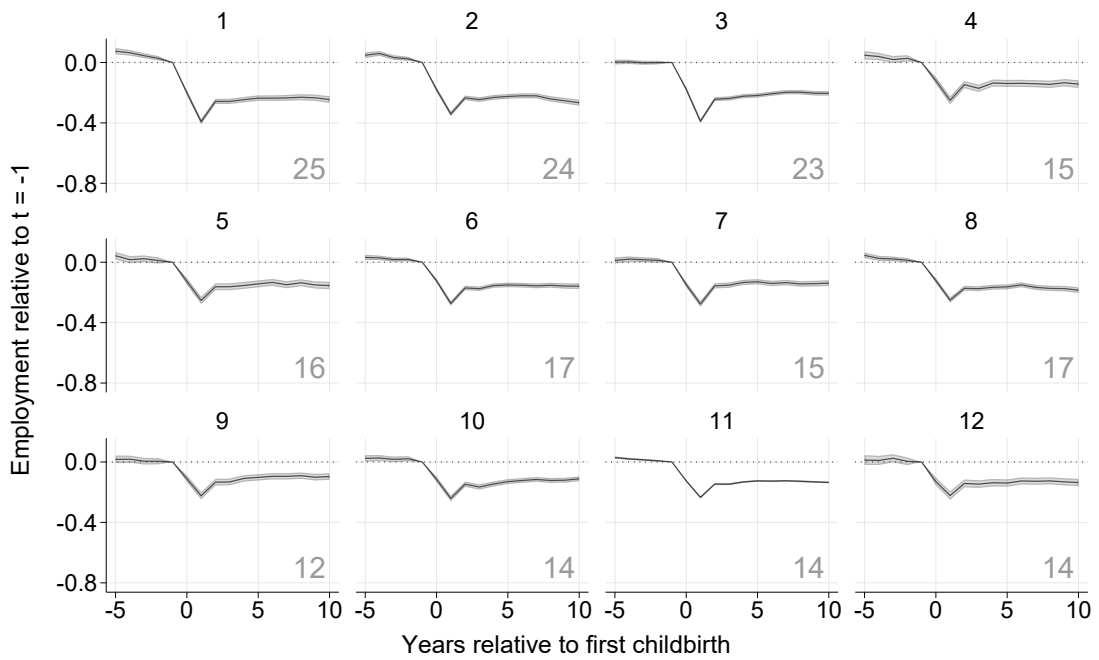 1 2 3 4
0.0
-0.4
-0.8
25 24 23 15
5 6 7 8
0.0
-0.4
-0.8
16 17 15 17
9 10 11 12
0.0
-0.4
-0.8
12 14 14 14
-5 0 5 10 -5 0 5 10 -5 0 5 10 -5 0 5 10
Years relative to first childbirth
Employment relative to t = -1